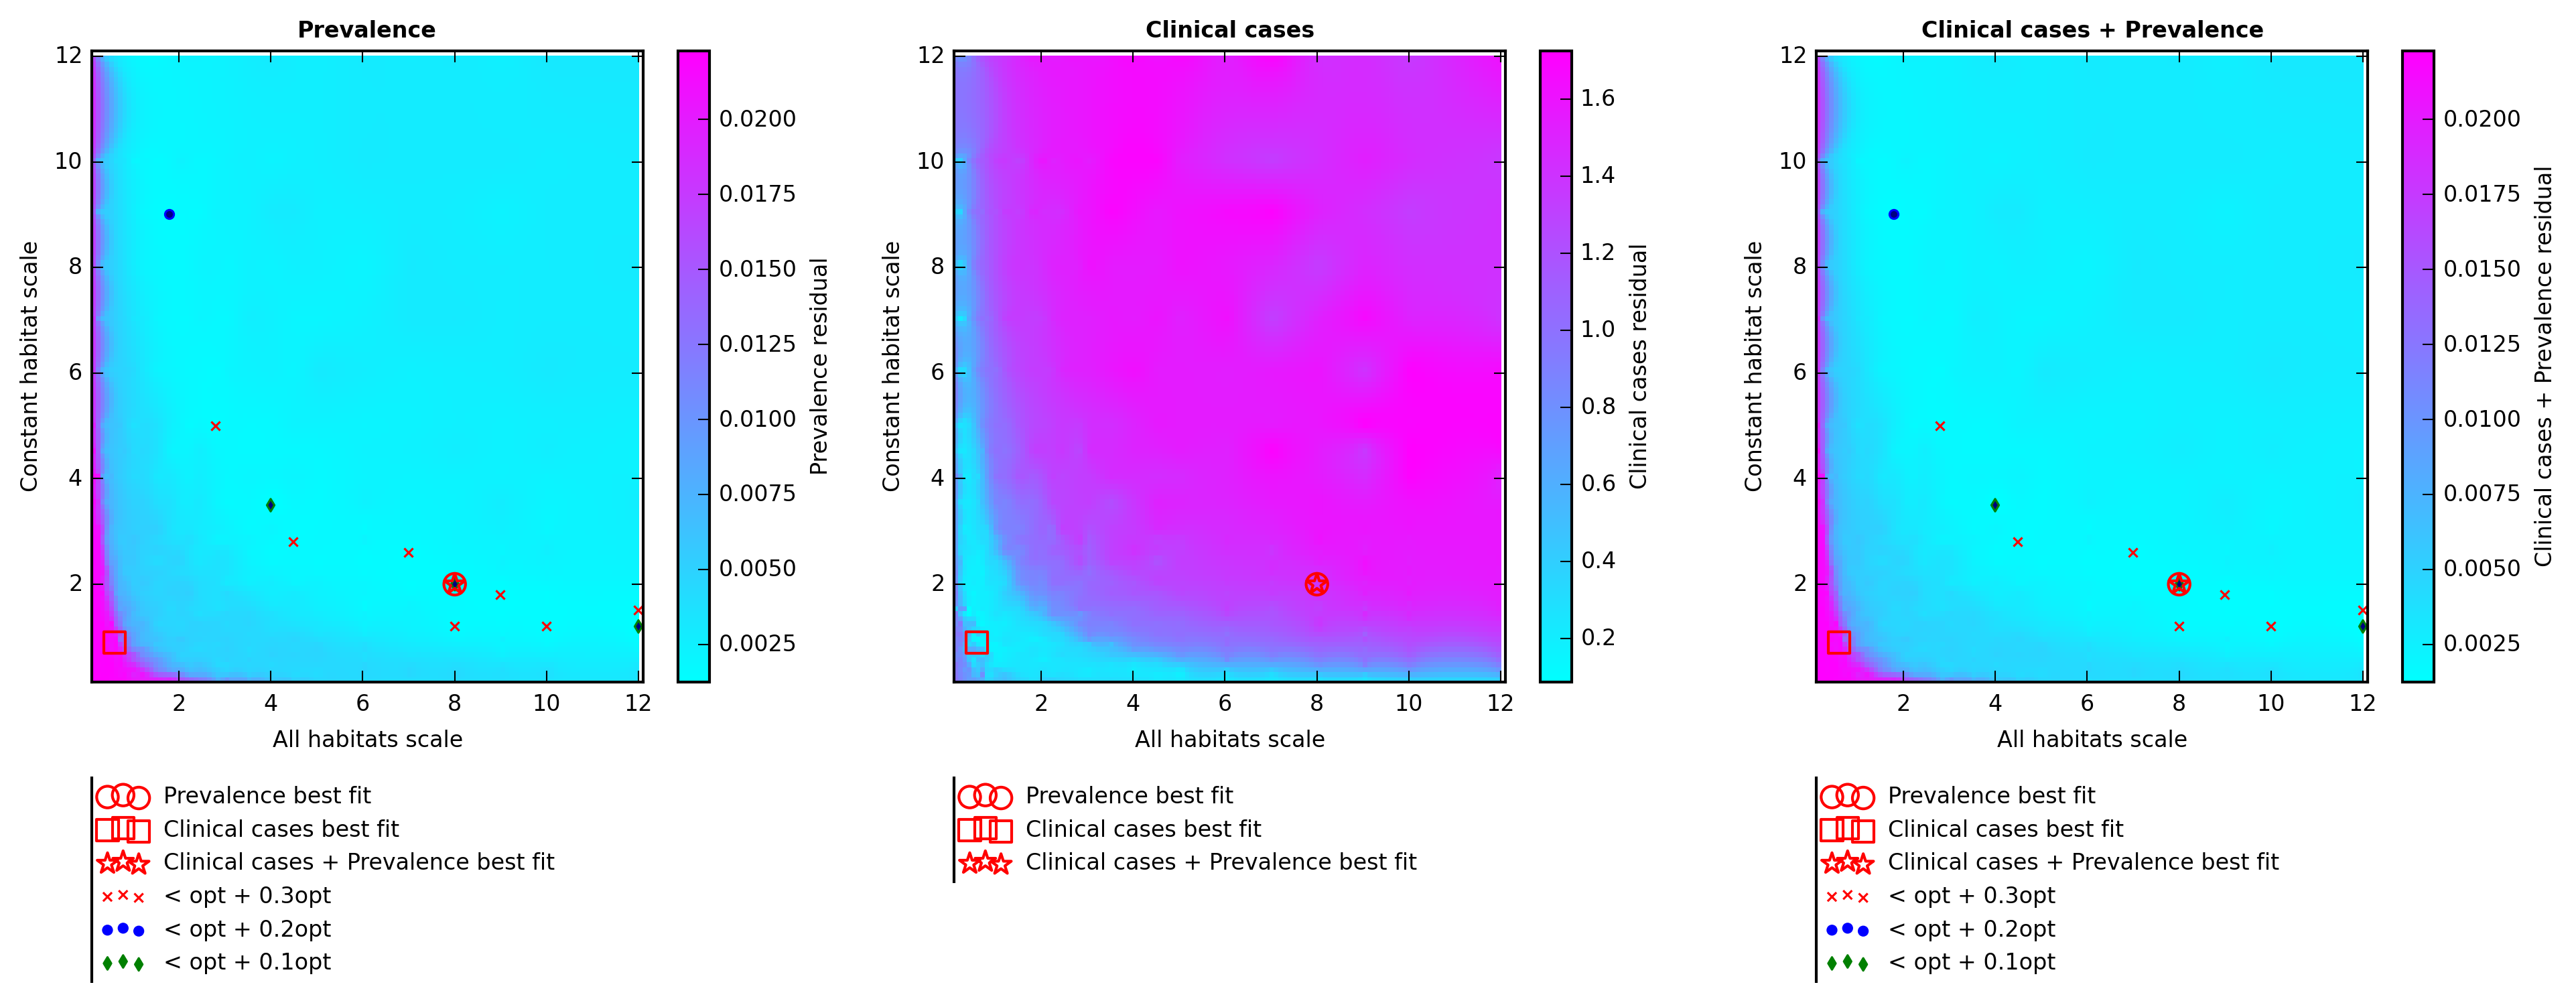 Prevalence
12
10
8
6
4
2
2 4 6 8 10 12
Constant habitat scale
All habitats scale
0.0200
0.0175
0.0150
0.0125
0.0100
0.0075
0.0050
0.0025
Prevalence residual
Prevalence best fit
Clinical cases best fit
Clinical cases + Prevalence best fit
< opt + 0.3opt
< opt + 0.2opt
< opt + 0.1opt
Clinical cases
12
10
8
6
4
2
2 4 6 8 10 12
Constant habitat scale
All habitats scale
1.6
1.4
1.2
1.0
0.8
0.6
0.4
0.2
Clinical cases residual
Prevalence best fit
Clinical cases best fit
Clinical cases + Prevalence best fit
Clinical cases + Prevalence
12
10
8
6
4
2
2 4 6 8 10 12
Constant habitat scale
All habitats scale
0.0200
0.0175
0.0150
0.0125
0.0100
0.0075
0.0050
0.0025
Clinical cases + Prevalence residual
Prevalence best fit
Clinical cases best fit
Clinical cases + Prevalence best fit
< opt + 0.3opt
< opt + 0.2opt
< opt + 0.1opt